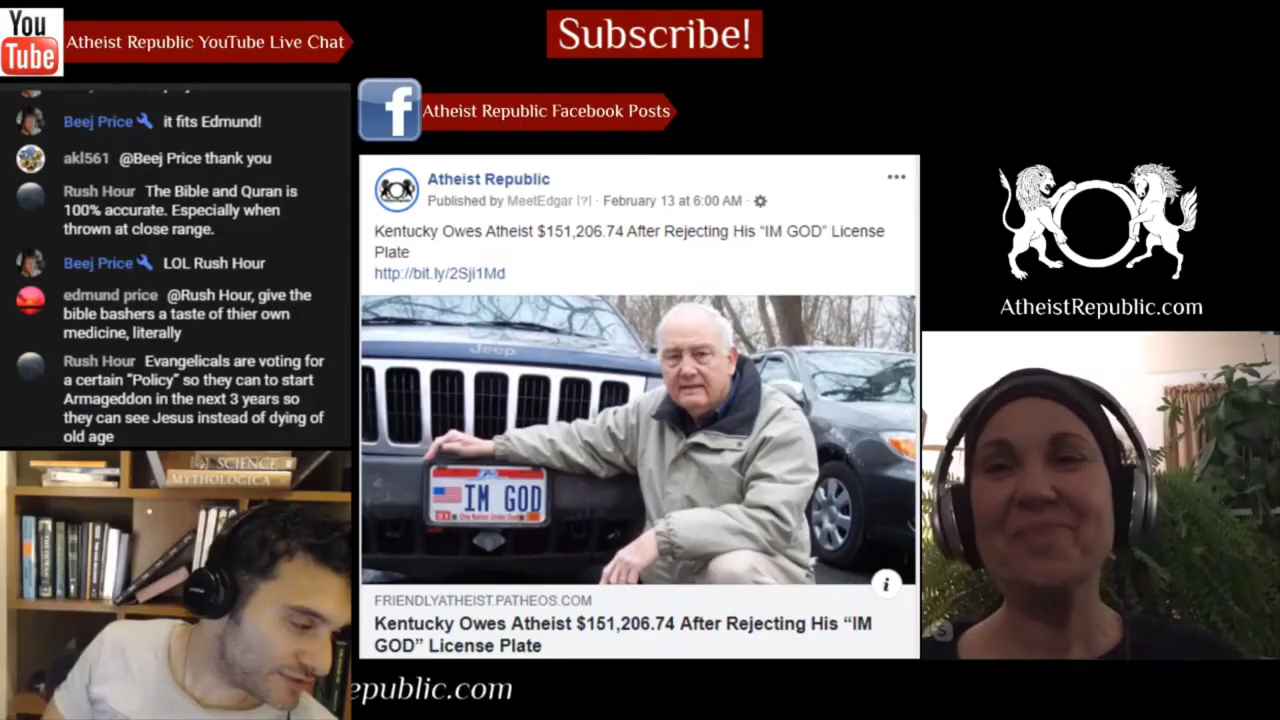 You
Tube
Atheist Republic YouTube Live Chat
Subscribe!
Beej Price it fits Edmund!
akl561 @Beej Price thank you
Rush Hour The Bible and Quran is
100% accurate. Especially when
thrown at close range.
Beej Price LOL Rush Hour
edmund price @Rush Hour, give the
bible bashers a taste of thier own
medicine, literally
Rush Hour Evangelicals are voting for
a certain “Policy” so they can to start
Armageddon in the next 3 years so
they can see Jesus instead of dying of
old age
f
Atheist Republic Facebook Posts
Atheist Republic
Published by MeetEdgar [?] · February 13 at 6:00 AM ·
Kentucky Owes Atheist $151,206.74 After Rejecting His “IM GOD” License
Plate
http://bit.ly/2Sji1Md
Jeep
IM GOD
One Nation Under God
i
FRIENDLYATHEIST.PATHEOS.COM
Kentucky Owes Atheist $151,206.74 After Rejecting His “IM
GOD” License Plate
AtheistRepublic.com
SCIENCE
MYTHOLOGICA
epublic.com